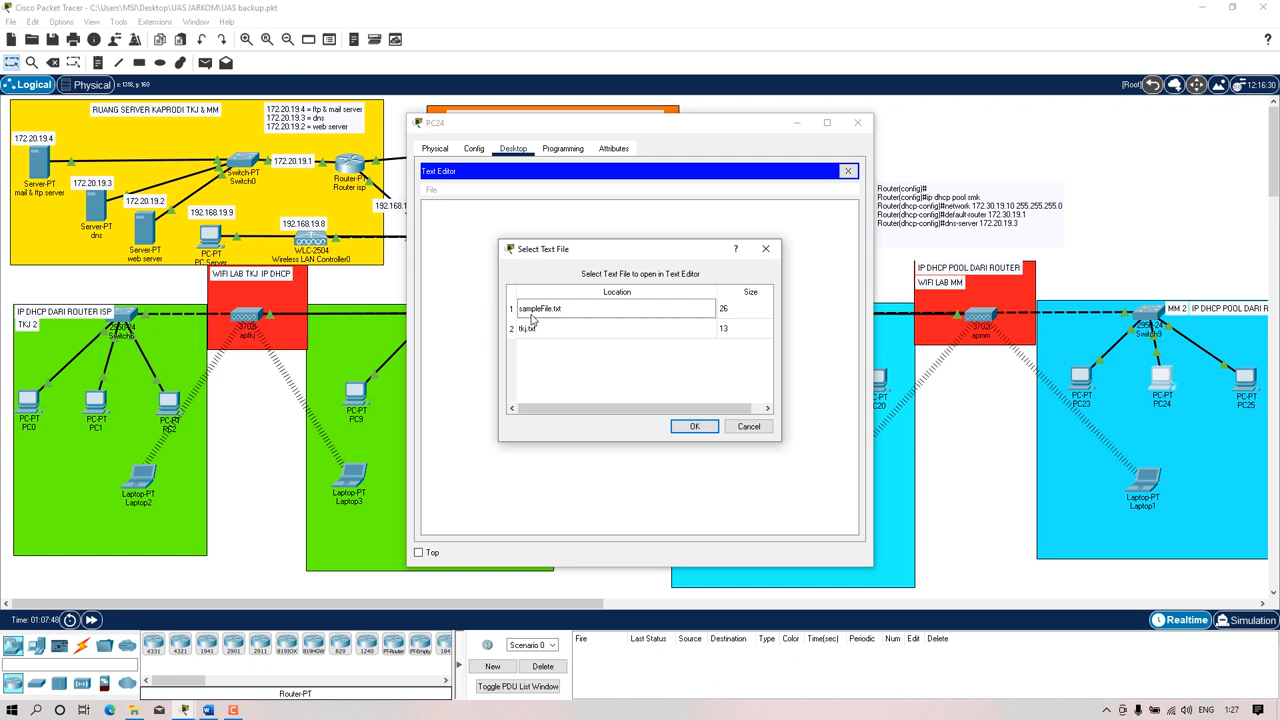 Cisco Packet Tracer - C:\Users\MSI\Desktop\UAS JARKOM\UAS backup.pkt
File Edit Options View Tools Extensions Window Help
Logical Physical x: 1318, y: 160 [Root] 12:16:30
RUANG SERVER KAPRODI TKJ & MM
172.20.19.4 = ftp & mail server
172.20.19.3 = dns
172.20.19.2 = web server
172.20.19.4
Server-PT
mail & ftp server
172.20.19.3
Server-PT
dns
172.20.19.2
Server-PT
web server
Switch-PT
Switch0
172.20.19.1
Router-PT
Router isp
192.168.19.9
PC-PT
PC Server
192.168.19.8
WLC-2504
Wireless LAN Controller0
192.168.1
WIFI LAB TKJ IP DHCP
3702i
aptkj
IP DHCP DARI ROUTER ISP
TKJ 2
2950-24
PC-PT
PC0
PC-PT
PC1
PC-PT
PC2
Laptop-PT
Laptop2
Laptop-PT
Laptop3
PC-PT
PC9
PC24
Physical Config Desktop Programming Attributes
Text Editor
File
Select Text File
Select Text File to open in Text Editor
Location Size
1 sampleFile.txt 26
2 tkj.txt 13
OK Cancel
Top
Router(config)#
Router(config)#ip dhcp pool smk
Router(dhcp-config)#network 172.30.19.10 255.255.255.0
Router(dhcp-config)#default-router 172.30.19.1
Router(dhcp-config)#dns-server 172.20.19.3
IP DHCP POOL DARI ROUTER
WIFI LAB MM
3702i
apmm
MM 2 IP DHCP POOL DARI R
2950-24
Switch9
PC-PT
PC20
PC-PT
PC23
PC-PT
PC24
PC-PT
PC25
Laptop-PT
Laptop1
Time: 01:07:48 Realtime Simulation
4331 4321 1941 2901 2911 819IOX 819HGW 829 1240 PT-Router PT-Empty 184
Router-PT
Scenario 0
New Delete
Toggle PDU List Window
Fire Last Status Source Destination Type Color Time(sec) Periodic Num Edit Delete
ENG 1:27